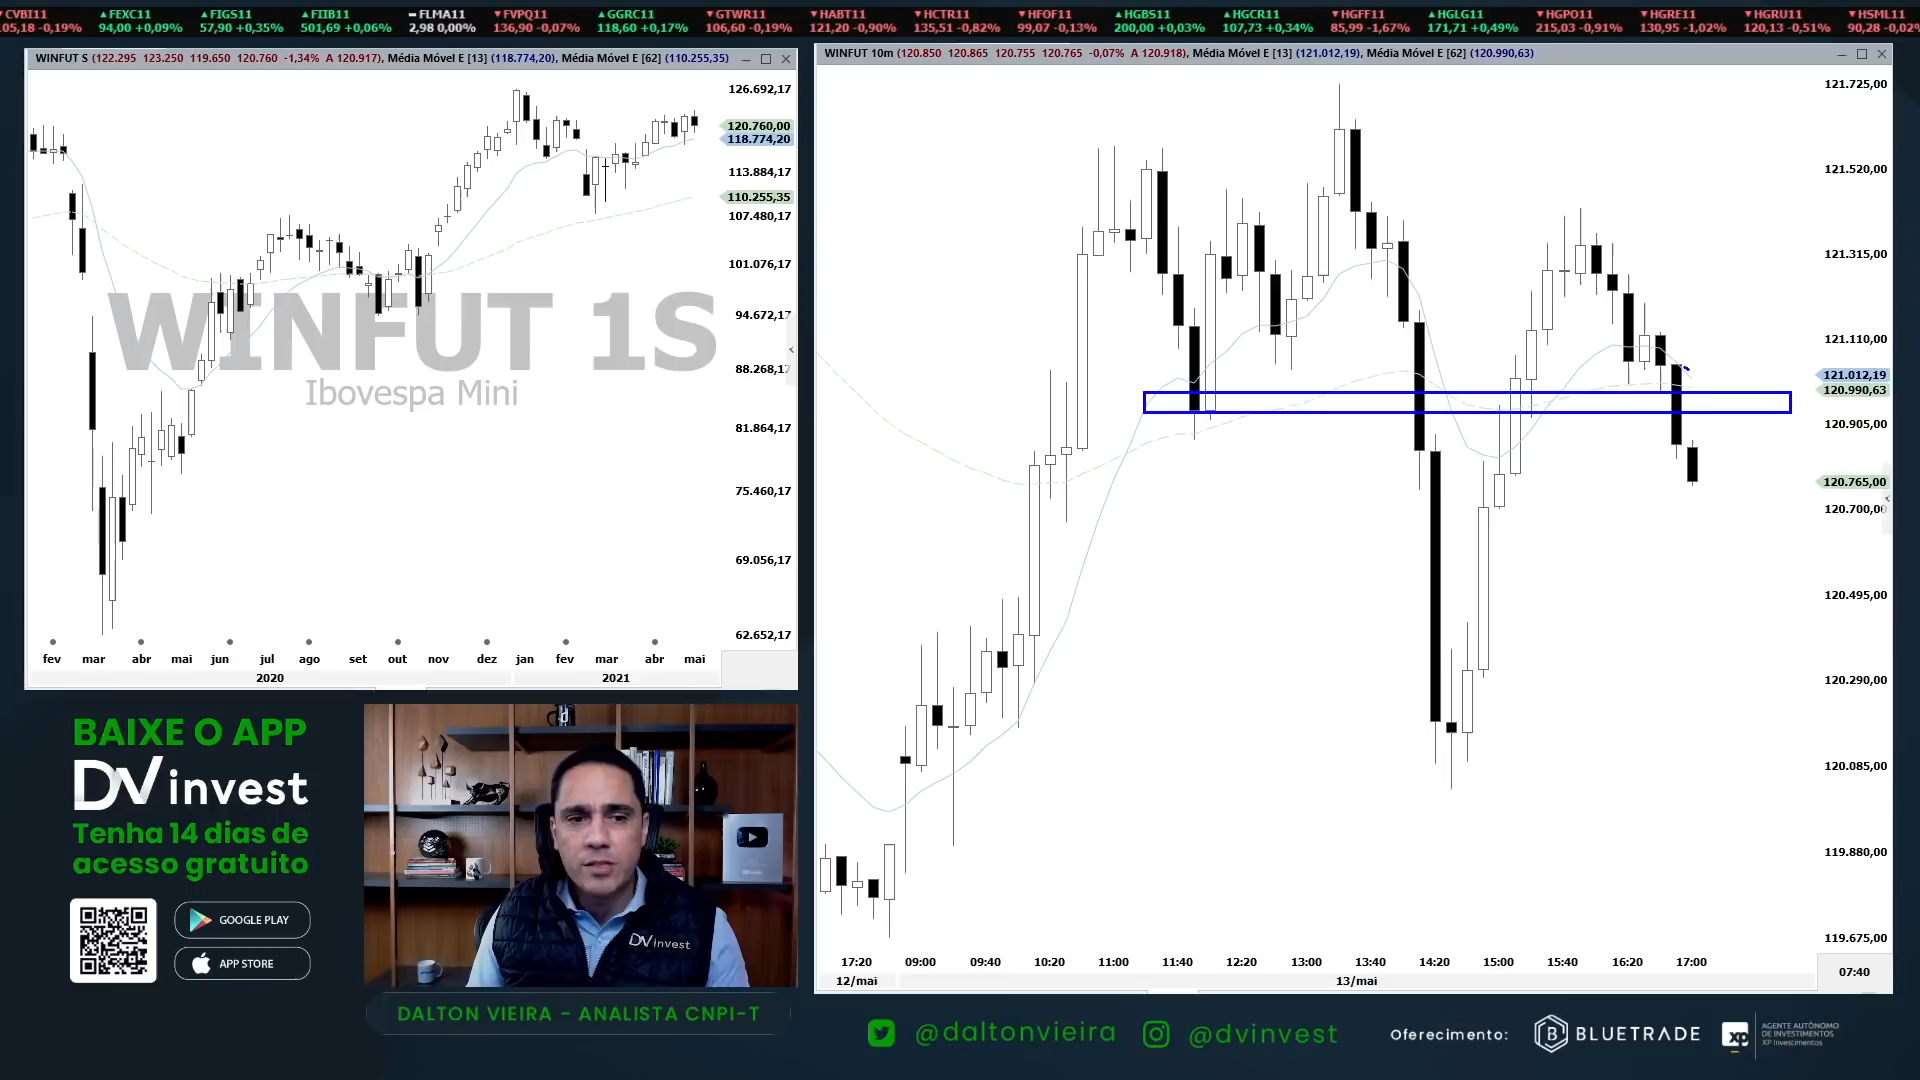 CVBI11
FEXC11
FIGS11
FIIB11
FLMA11
FVPQ11
GGRC11
GTWR11
HABT11
HCTR11
HFOF11
HGBS11
HGCR11
HGFF11
HGLG11
HGPO11
HGRE11
HGRU11
HSML11
105,18 -0,19%
94,00 +0,09%
57,90 +0,35%
501,69 +0,06%
2,98 0,00%
136,90 -0,07%
118,60 +0,17%
106,60 -0,19%
121,20 -0,90%
135,51 -0,82%
99,07 -0,13%
200,00 +0,03%
107,73 +0,34%
85,99 -1,67%
171,71 +0,49%
215,03 -0,91%
130,95 -1,02%
120,13 -0,51%
90,28 -0,02%
WINFUT S (122.295 123.250 119.650 120.760 -1,34% A 120.917), Média Móvel E [13] (118.774,20), Média Móvel E [62] (110.255,35)
126.692,17
120.760,00
118.774,20
113.884,17
110.255,35
107.480,17
101.076,17
94.672,17
88.268,17
81.864,17
75.460,17
69.056,17
62.652,17
WINFUT 1S
Ibovespa Mini
fev mar abr mai jun jul ago set out nov dez jan fev mar abr mai
2020 2021
WINFUT 10m (120.850 120.865 120.755 120.765 -0,07% A 120.918), Média Móvel E [13] (121.012,19), Média Móvel E [62] (120.990,63)
121.725,00
121.520,00
121.315,00
121.110,00
121.012,19
120.990,63
120.905,00
120.765,00
120.700,00
120.495,00
120.290,00
120.085,00
119.880,00
119.675,00
17:20 09:00 09:40 10:20 11:00 11:40 12:20 13:00 13:40 14:20 15:00 15:40 16:20 17:00
12/mai 13/mai
07:40
BAIXE O APP
DVinvest
Tenha 14 dias de
acesso gratuito
GOOGLE PLAY
APP STORE
DVinvest
DALTON VIEIRA - ANALISTA CNPI-T
@daltonvieira
@dvinvest
Oferecimento:
BLUETRADE
xp
AGENTE AUTÔNOMO
DE INVESTIMENTOS
XP Investimentos